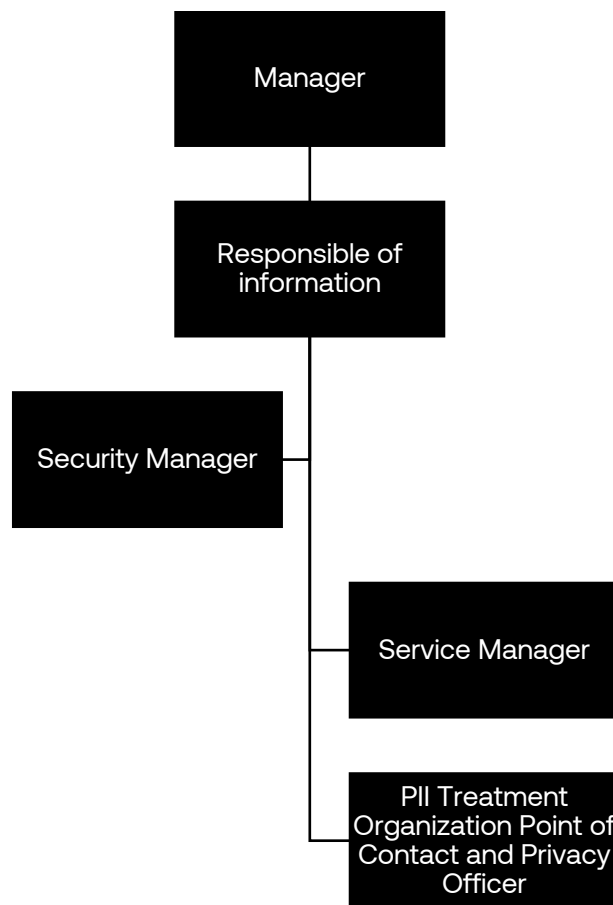 Manager
Responsible of
information
Security Manager
Service Manager
PII Treatment
Organization Point of
Contact and Privacy
Officer